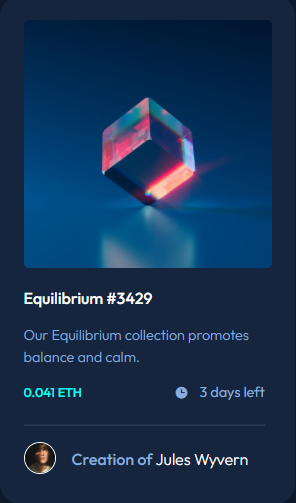 Equilibrium #3429
Our Equilibrium collection promotes
balance and calm.
0.041 ETH
3 days left
Creation of Jules Wyvern